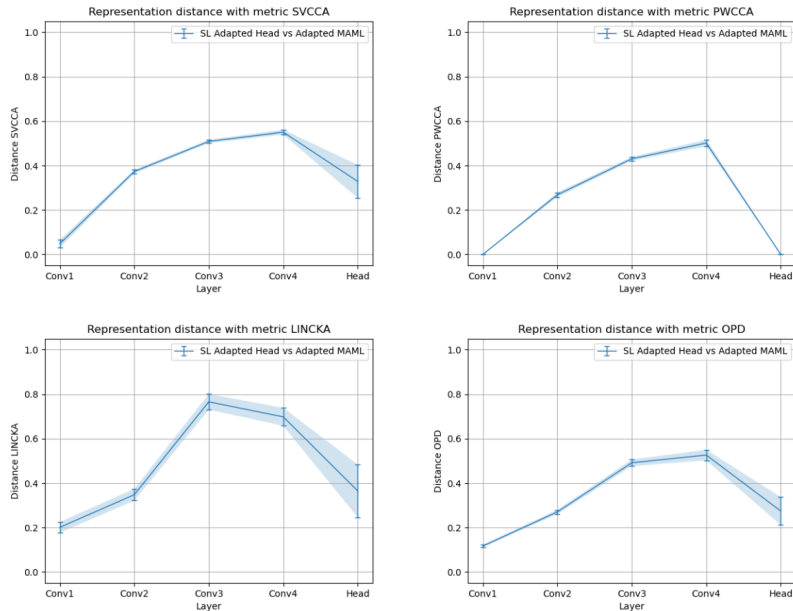 Representation distance with metric SVCCA
SL Adapted Head vs Adapted MAML
1.0
0.8
0.6
0.4
0.2
0.0
Distance SVCCA
Conv1 Conv2 Conv3 Conv4 Head
Layer
Representation distance with metric PWCCA
SL Adapted Head vs Adapted MAML
1.0
0.8
0.6
0.4
0.2
0.0
Distance PWCCA
Conv1 Conv2 Conv3 Conv4 Head
Layer
Representation distance with metric LINCKA
SL Adapted Head vs Adapted MAML
1.0
0.8
0.6
0.4
0.2
0.0
Distance LINCKA
Conv1 Conv2 Conv3 Conv4 Head
Layer
Representation distance with metric OPD
SL Adapted Head vs Adapted MAML
1.0
0.8
0.6
0.4
0.2
0.0
Distance OPD
Conv1 Conv2 Conv3 Conv4 Head
Layer